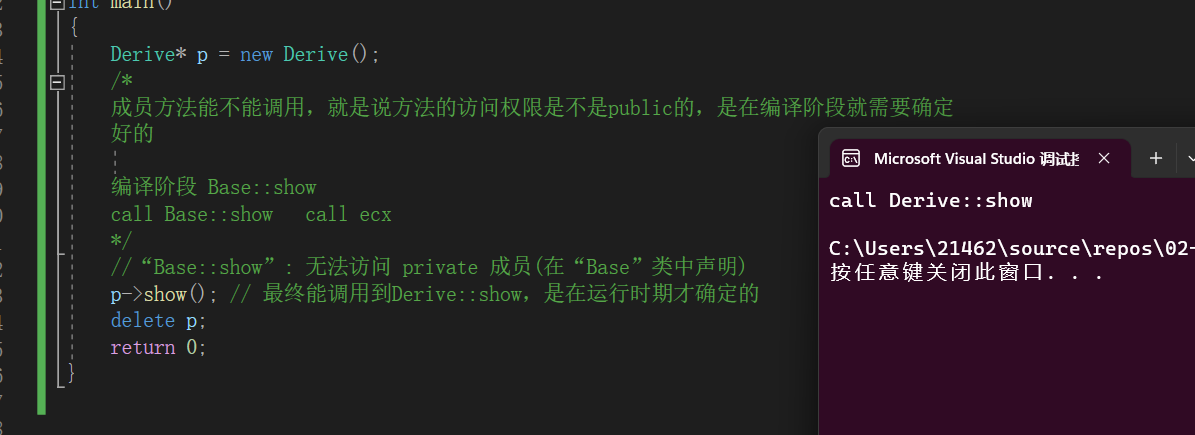 int main()
{
Derive* p = new Derive();
/*
成员方法能不能调用，就是说方法的访问权限是不是public的，是在编译阶段就需要确定
好的
编译阶段 Base::show
call Base::show   call ecx
*/
//“Base::show”: 无法访问 private 成员(在“Base”类中声明)
p->show(); // 最终能调用到Derive::show，是在运行时期才确定的
delete p;
return 0;
}
Microsoft Visual Studio 调试控
call Derive::show
C:\Users\21462\source\repos\02-
按任意键关闭此窗口. . .